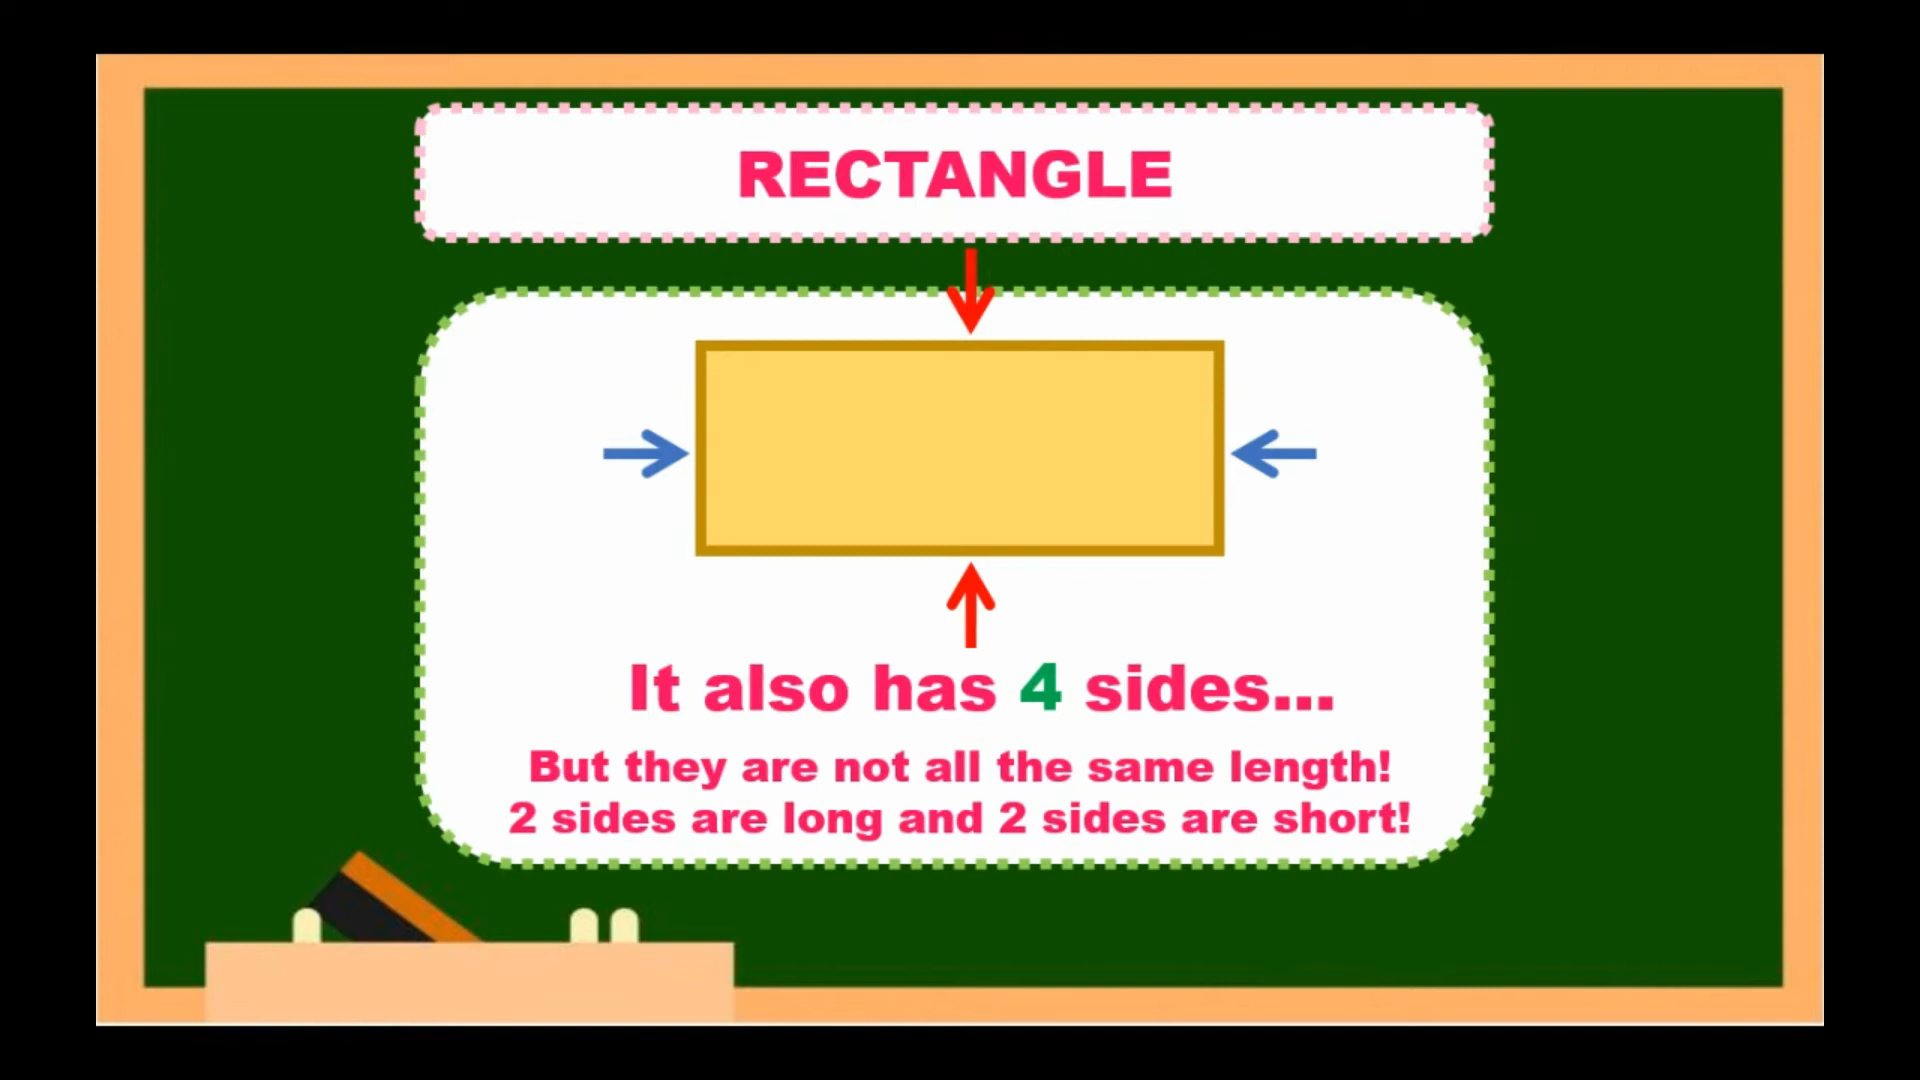 RECTANGLE
It also has 4 sides...
But they are not all the same length!
2 sides are long and 2 sides are short!